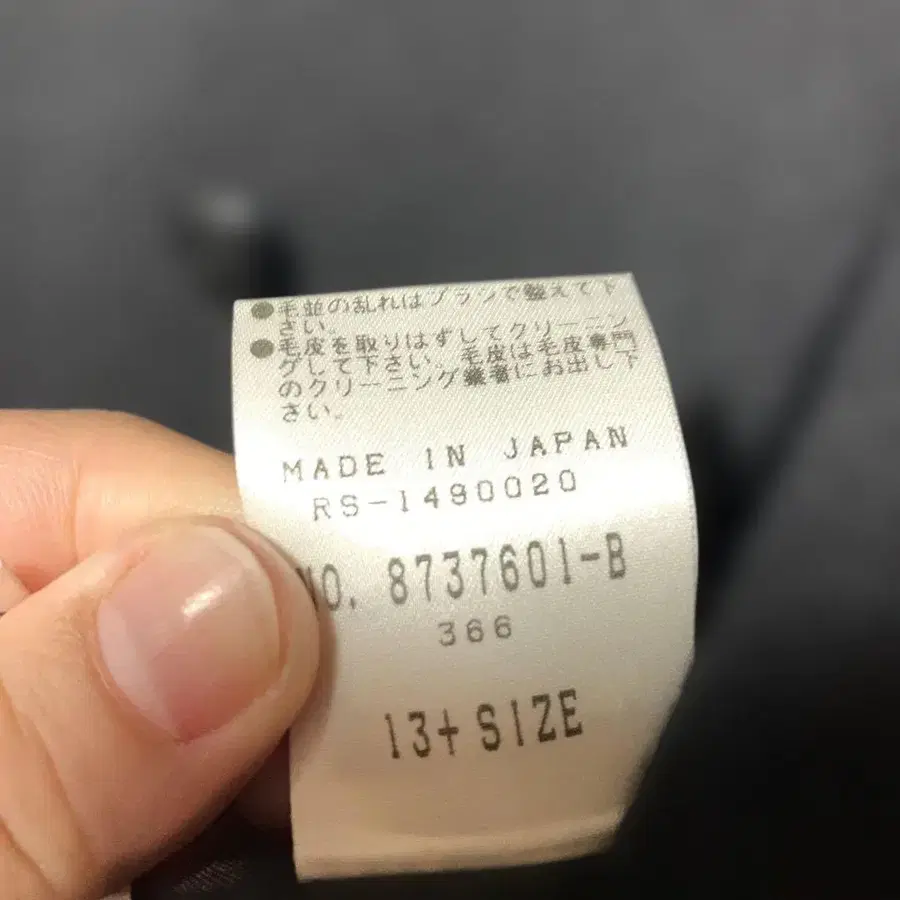 ●毛並の乱れはブラシで整えて下
さい。
●毛皮を取りはずしてクリーニン
グして下さい。毛皮は毛皮専門
のクリーニング業者にお出し下
さい。
MADE IN JAPAN
RS-1490020
NO. 8737601-B
366
13+ SIZE